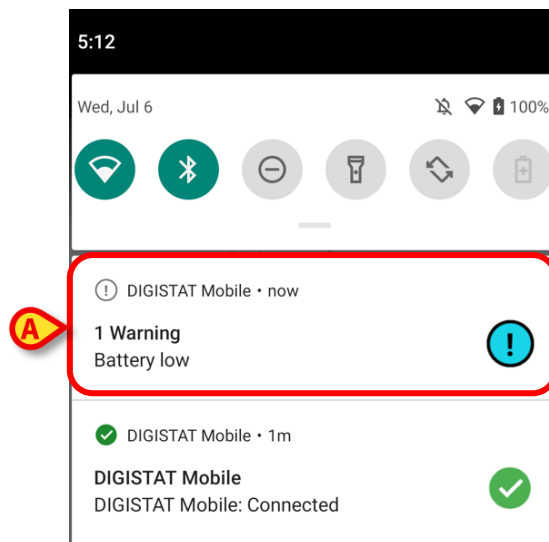 5:12
Wed, Jul 6 100%
DIGISTAT Mobile • now
1 Warning
Battery low
A
DIGISTAT Mobile • 1m
DIGISTAT Mobile
DIGISTAT Mobile: Connected